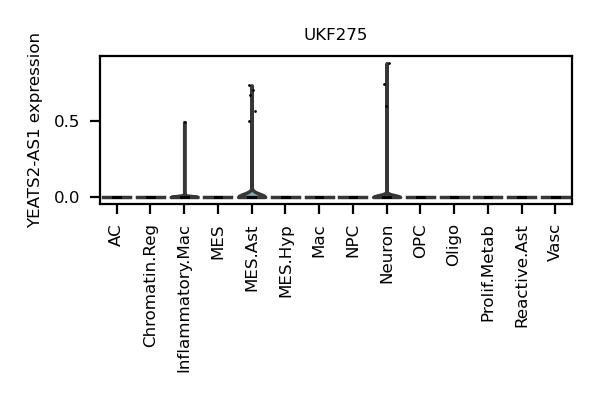 UKF275
YEATS2-AS1 expression
0.5
0.0
AC
Chromatin.Reg
Inflammatory.Mac
MES
MES.Ast
MES.Hyp
Mac
NPC
Neuron
OPC
Oligo
Prolif.Metab
Reactive.Ast
Vasc